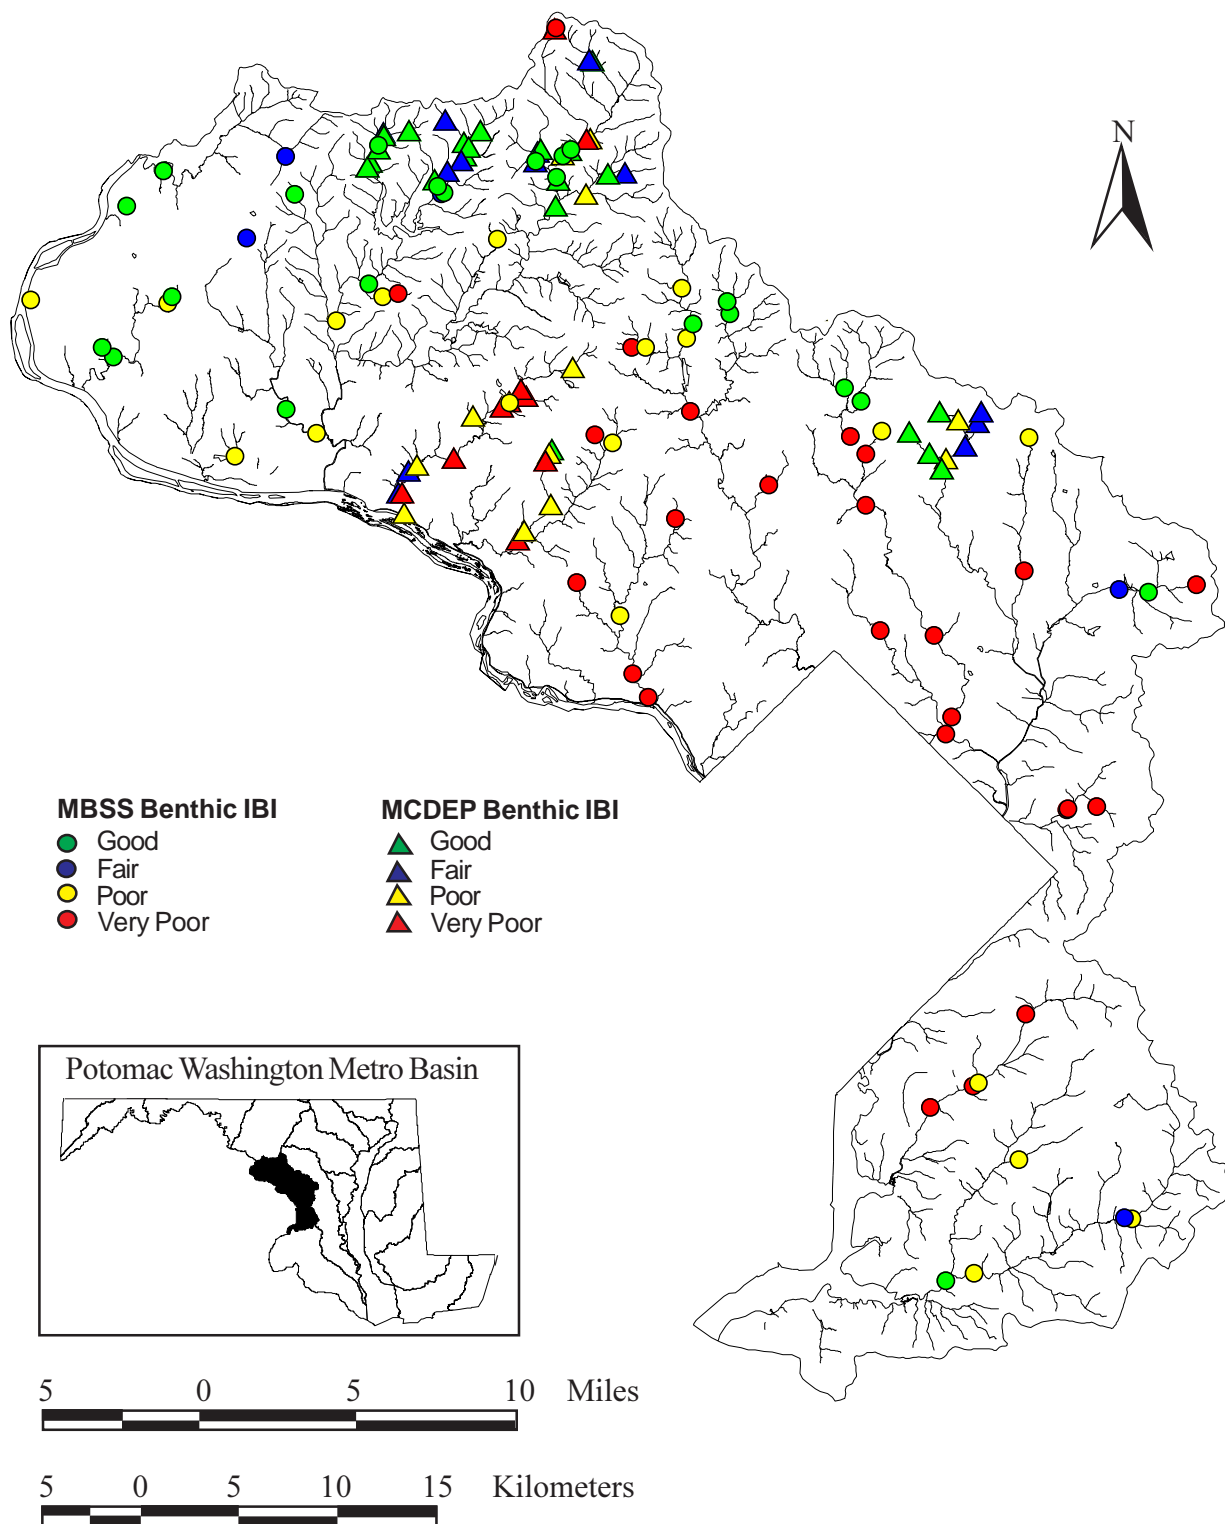 N
MBSS Benthic IBI
Good
Fair
Poor
Very Poor
MCDEP Benthic IBI
Good
Fair
Poor
Very Poor
Potomac Washington Metro Basin
5 0 5 10 Miles
5 0 5 10 15 Kilometers